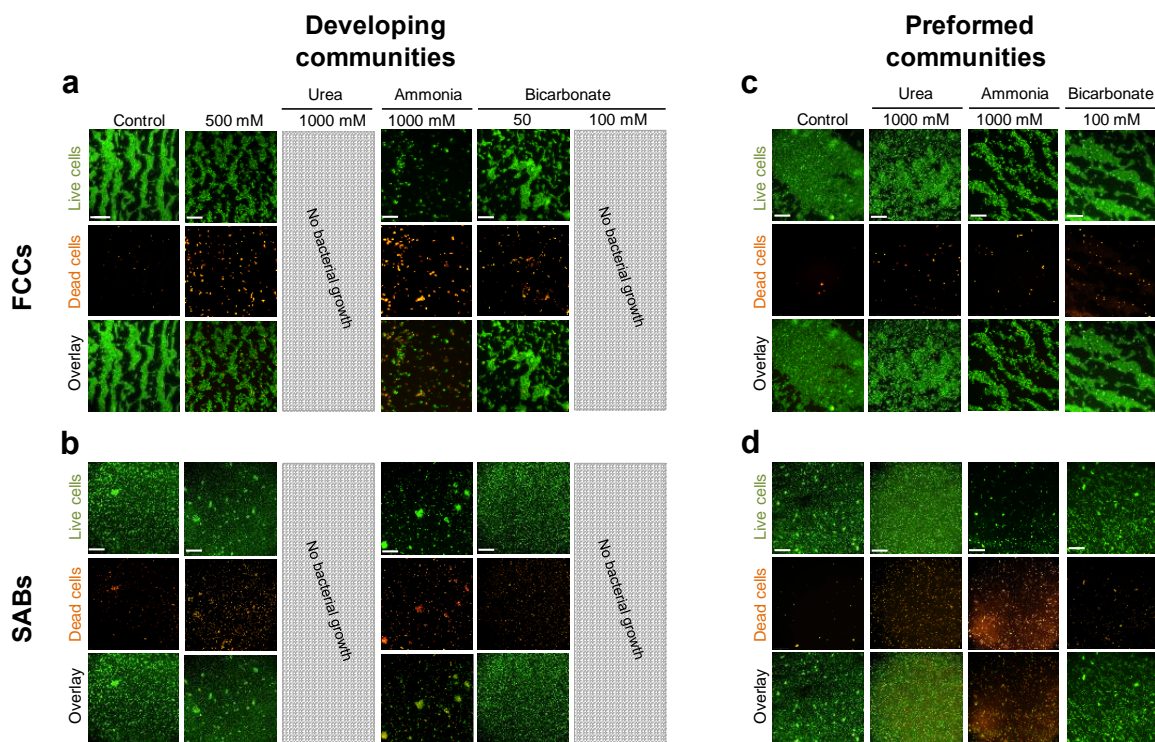 Developing
communities
Preformed
communities
a
Urea
Ammonia
Bicarbonate
Control
500 mM
1000 mM
1000 mM
50
100 mM
c
Urea
Ammonia
Bicarbonate
Control
1000 mM
1000 mM
100 mM
FCCs
Live cells
Dead cells
Overlay
No bacterial growth
No bacterial growth
b
d
SABs
Live cells
Dead cells
Overlay
No bacterial growth
No bacterial growth
Live cells
Dead cells
Overlay
Live cells
Dead cells
Overlay